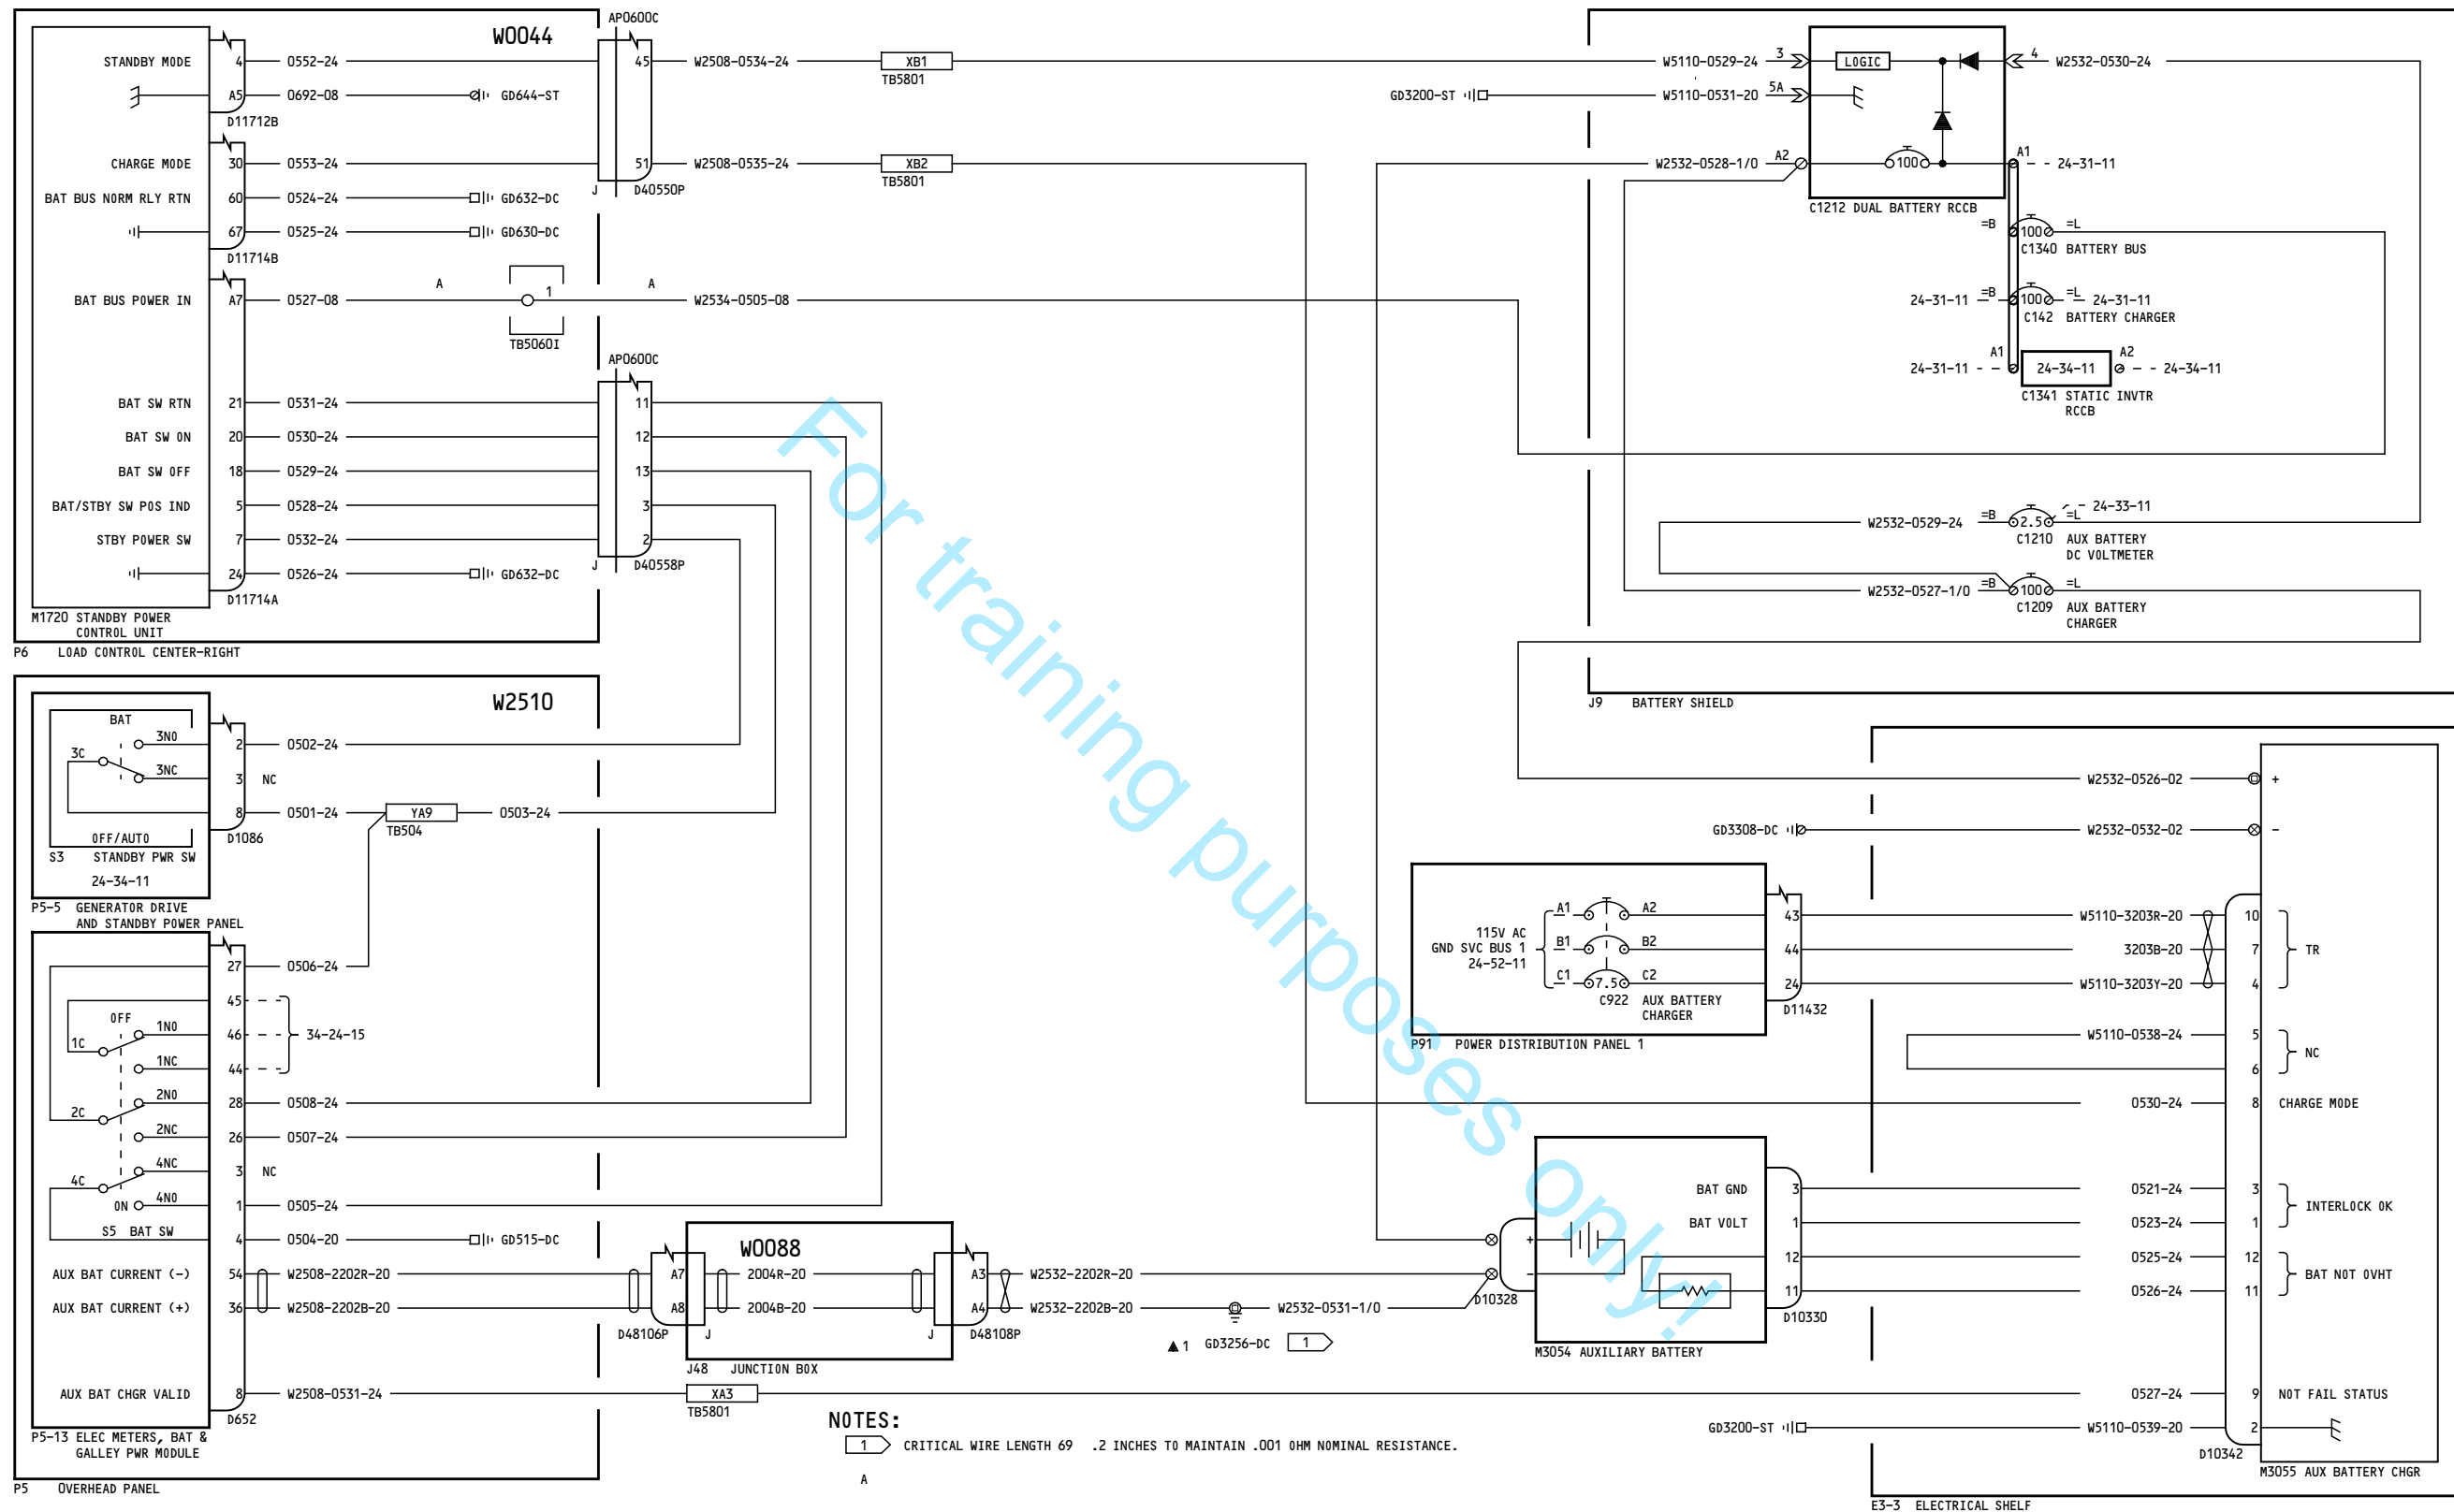 W0044
AP0600C
STANDBY MODE 4 0552-24 45 W2508-0534-24 XB1
TB5801
A5 0692-08 GD644-ST
D11712B
CHARGE MODE 30 0553-24 51 W2508-0535-24 XB2
TB5801
J D40550P
BAT BUS NORM RLY RTN 60 0524-24 GD632-DC
67 0525-24 GD630-DC
D11714B
BAT BUS POWER IN A7 0527-08 A 1 A W2534-0505-08
TB5060I
AP0600C
BAT SW RTN 21 0531-24 11
BAT SW ON 20 0530-24 12
BAT SW OFF 18 0529-24 13
BAT/STBY SW POS IND 5 0528-24 3
STBY POWER SW 7 0532-24 2
J D40558P
24 0526-24 GD632-DC
D11714A
M1720 STANDBY POWER
CONTROL UNIT
P6 LOAD CONTROL CENTER-RIGHT
W5110-0529-24 3 LOGIC 4 W2532-0530-24
GD3200-ST W5110-0531-20 5A
W2532-0528-1/0 A2 100 A1 24-31-11
C1212 DUAL BATTERY RCCB
=B 100 =L
C1340 BATTERY BUS
24-31-11 =B 100 =L 24-31-11
C142 BATTERY CHARGER
A1 A2
24-31-11 24-34-11 24-34-11
C1341 STATIC INVTR
RCCB
24-33-11
W2532-0529-24 =B 2.5 =L
C1210 AUX BATTERY
DC VOLTMETER
W2532-0527-1/0 =B 100 =L
C1209 AUX BATTERY
CHARGER
J9 BATTERY SHIELD
W2510
BAT
3NO 2 0502-24
3C
3NC 3 NC
8 0501-24 YA9 0503-24
TB504
OFF/AUTO
D1086
S3 STANDBY PWR SW
24-34-11
P5-5 GENERATOR DRIVE
AND STANDBY POWER PANEL
27 0506-24
45
OFF
1NO 46 34-24-15
1C
1NC 44
2NO 28 0508-24
2C
2NC 26 0507-24
4NC 3 NC
4C
ON 4NO 1 0505-24
S5 BAT SW
4 0504-20 GD515-DC
AUX BAT CURRENT (-) 54 W2508-2202R-20 A7 2004R-20 A3 W2532-2202R-20
AUX BAT CURRENT (+) 36 W2508-2202B-20 A8 2004B-20 A4 W2532-2202B-20 W2532-0531-1/0
W0088
D48106P J J D48108P
1 GD3256-DC 1
J48 JUNCTION BOX
AUX BAT CHGR VALID 8 W2508-0531-24 XA3
TB5801
D652
P5-13 ELEC METERS, BAT &
GALLEY PWR MODULE
P5 OVERHEAD PANEL
NOTES:
1 CRITICAL WIRE LENGTH 69 .2 INCHES TO MAINTAIN .001 OHM NOMINAL RESISTANCE.
A
W2532-0526-02 +
GD3308-DC W2532-0532-02 -
115V AC
GND SVC BUS 1
24-52-11
A1 A2 43 W5110-3203R-20 10
B1 B2 44 3203B-20 7 TR
C1 7.5 C2 24 W5110-3203Y-20 4
C922 AUX BATTERY
CHARGER
D11432
P91 POWER DISTRIBUTION PANEL 1
W5110-0538-24 5
NC
6
0530-24 8 CHARGE MODE
BAT GND 3 0521-24 3
INTERLOCK OK
BAT VOLT 1 0523-24 1
+ 12 0525-24 12
BAT NOT OVHT
- 11 0526-24 11
D10328
D10330
M3054 AUXILIARY BATTERY
0527-24 9 NOT FAIL STATUS
GD3200-ST W5110-0539-20 2
D10342
M3055 AUX BATTERY CHGR
E3-3 ELECTRICAL SHELF
For training purposes only!